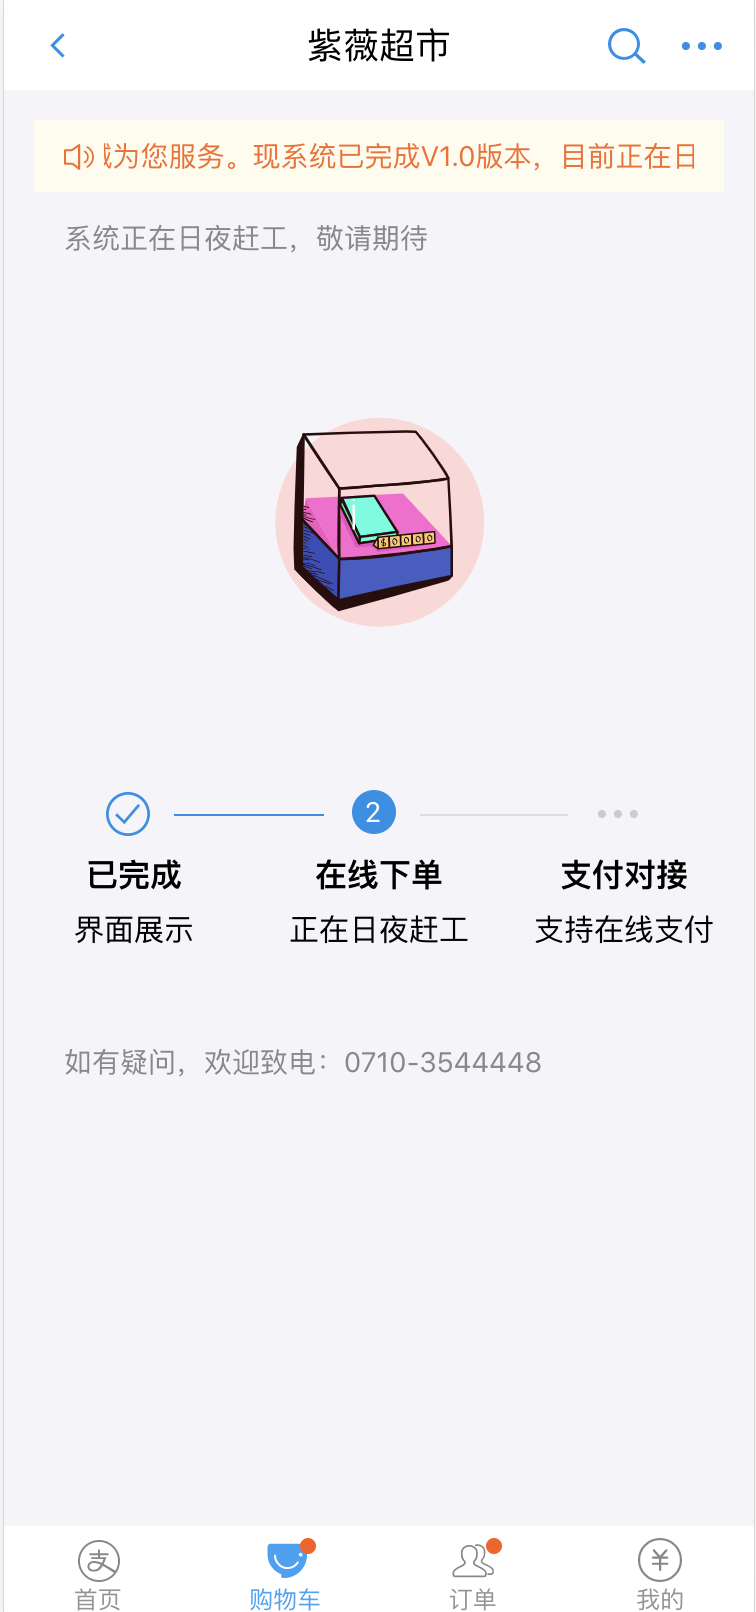 紫薇超市
为您服务。现系统已完成V1.0版本，目前正在日
系统正在日夜赶工，敬请期待
$0000
2
已完成 在线下单 支付对接
界面展示 正在日夜赶工 支持在线支付
如有疑问，欢迎致电：0710-3544448
支 ¥
首页 购物车 订单 我的